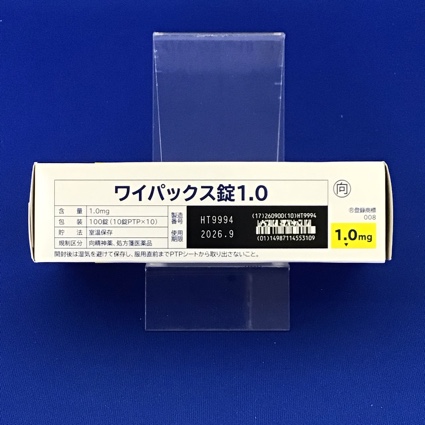 ワイパックス錠1.0
向
含 量 1.0mg
包 装 100錠(10錠PTP×10)
貯 法 室温保存
規制区分 向精神薬、処方箋医薬品
製造番号 HT9994
使用期限 2026.9
(17)260900(10)HT9994
(01)14987114553109
®登録商標
008
1.0mg
開封後は湿気を避けて保存し、服用直前までPTPシートから取り出さないこと。